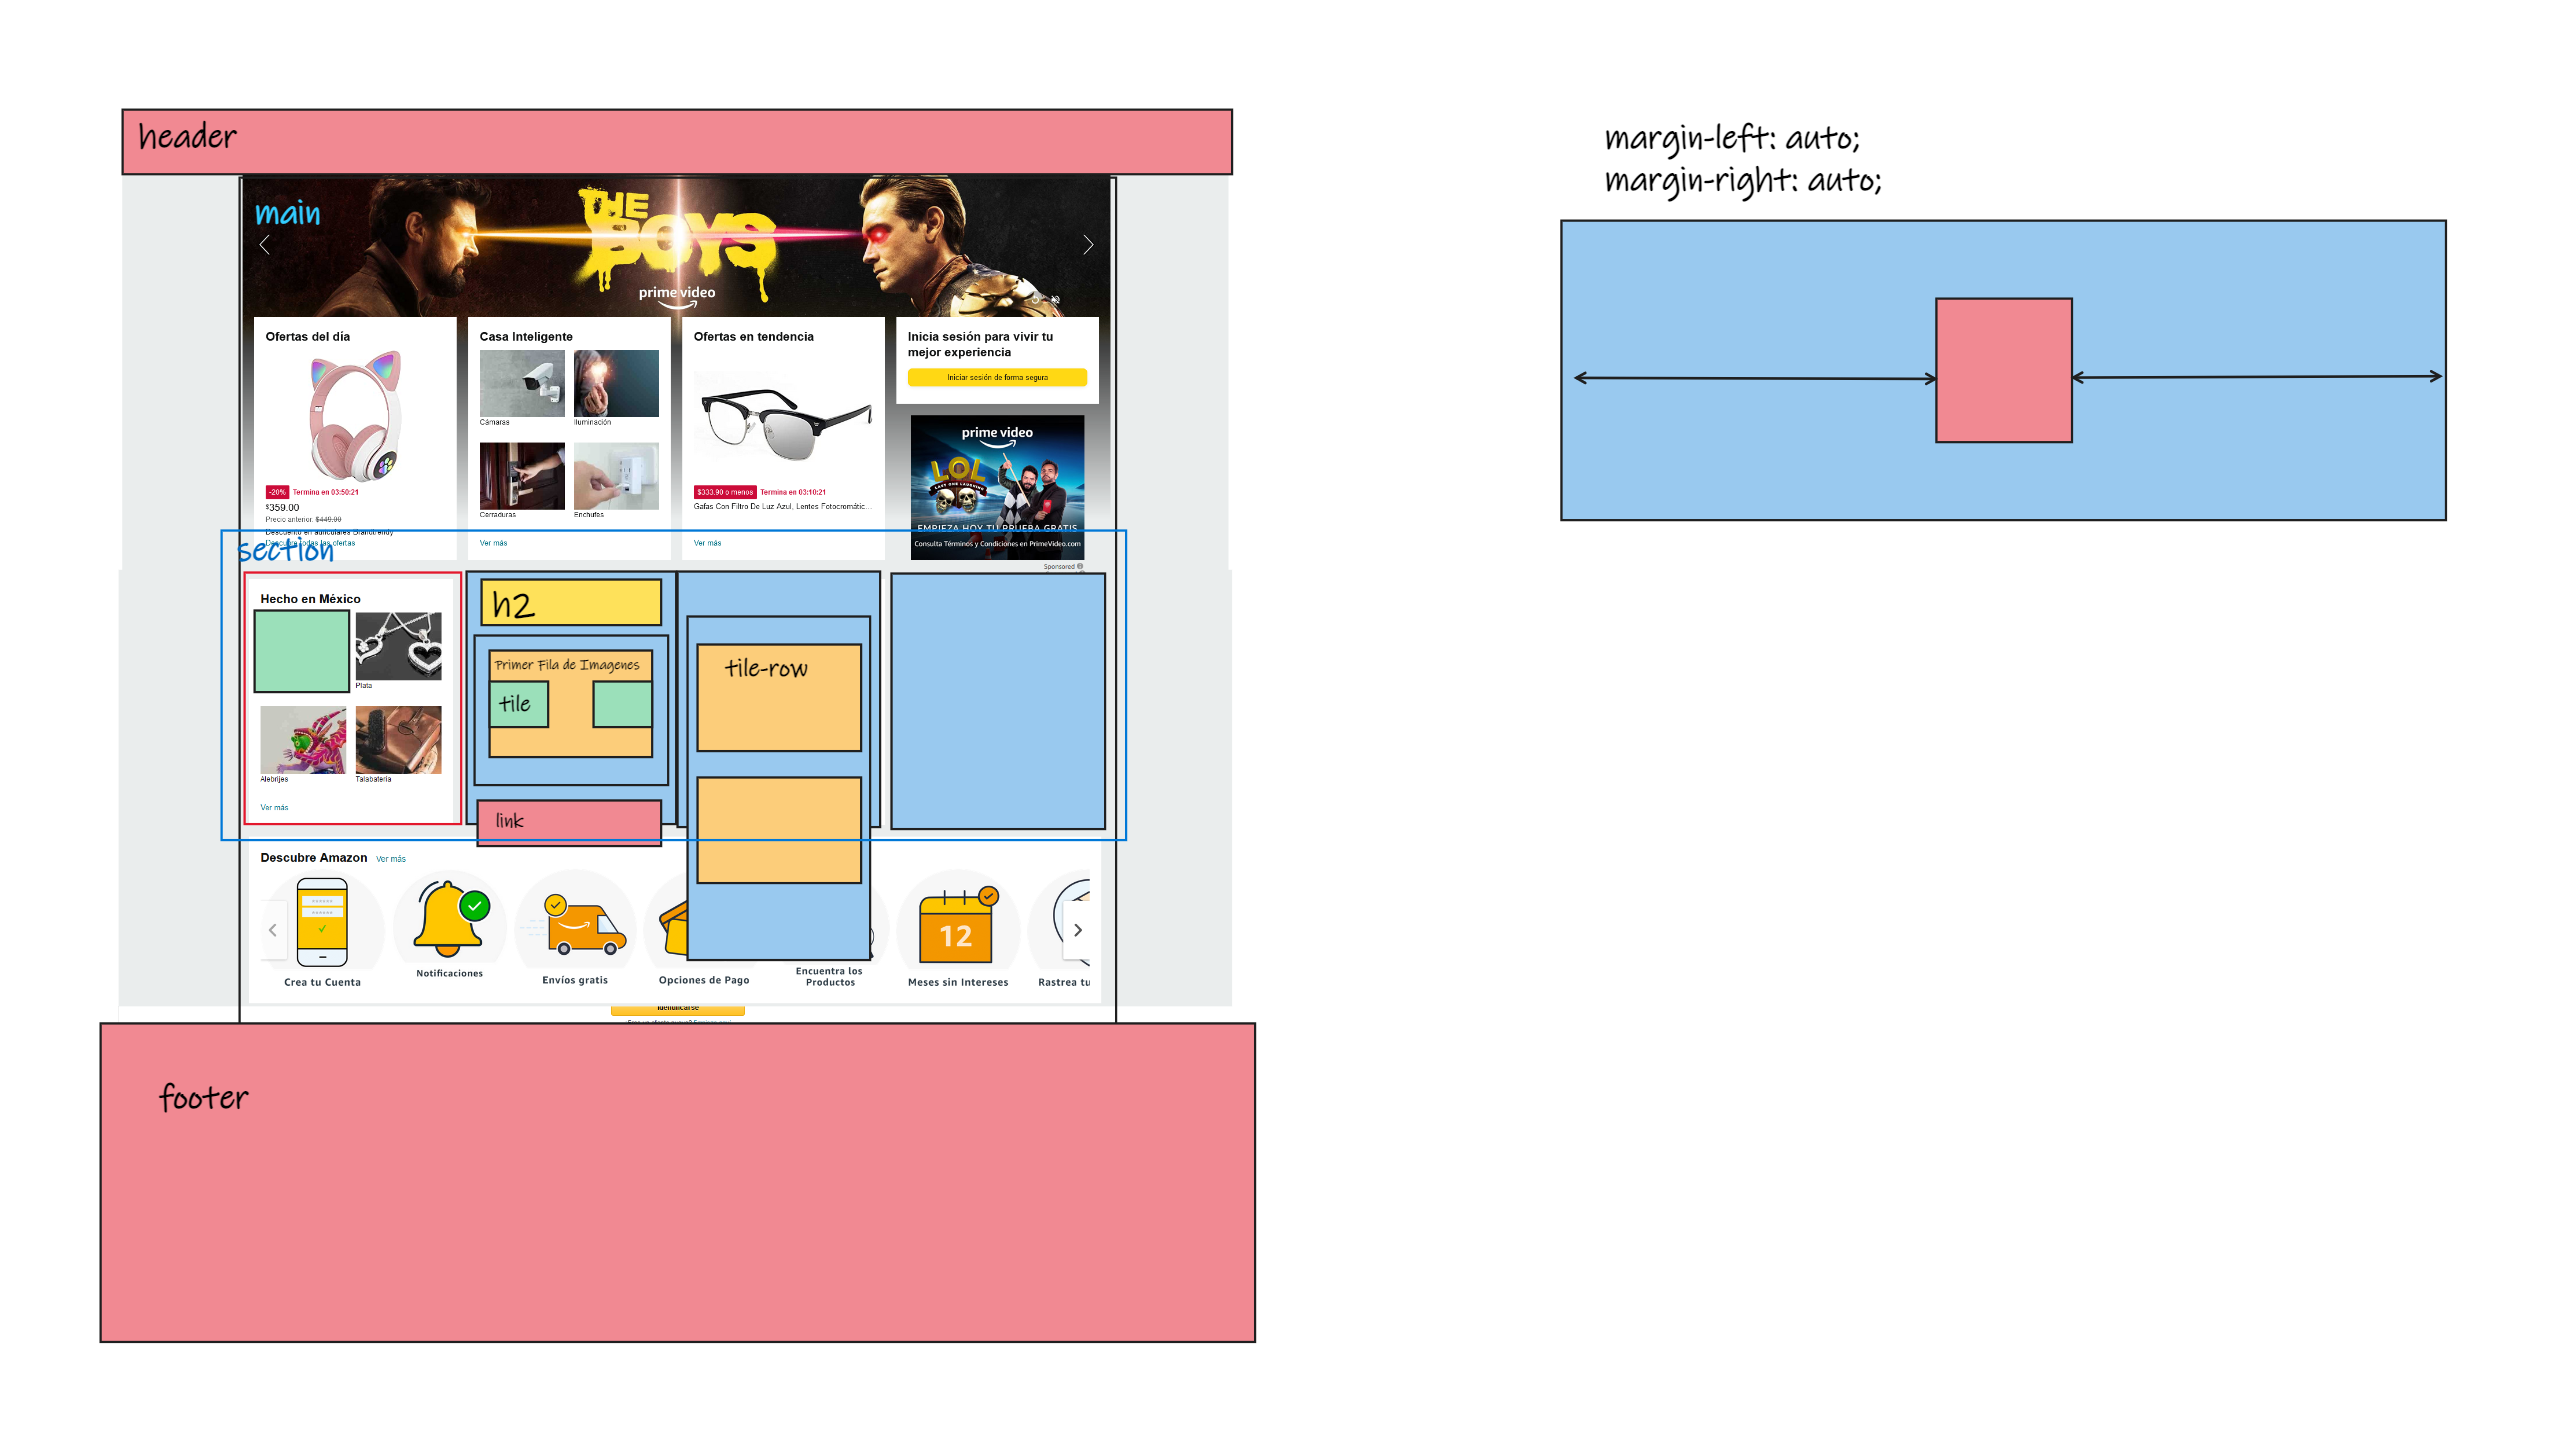 header
main
THE
BOYS
prime video
Ofertas del día
-20% Termina en 03:50:21
$359.00
Precio anterior: $449.00
Descuento en auriculares Brandtrendy
Descubre todas las ofertas
Casa Inteligente
Cámaras
Iluminación
Cerraduras
Enchufes
Ver más
Ofertas en tendencia
$333.90 o menos Termina en 03:10:21
Gafas Con Filtro De Luz Azul, Lentes Fotocromátic...
Ver más
Inicia sesión para vivir tu
mejor experiencia
Iniciar sesión de forma segura
prime video
LOL
LAST ONE LAUGHING
EMPIEZA HOY TU PRUEBA GRATIS
Consulta Términos y Condiciones en PrimeVideo.com
Sponsored
section
Hecho en México
Plata
Alebrijes
Talabartería
Ver más
h2
Primer Fila de Imagenes
tile
link
tile-row
Descubre Amazon Ver más
Crea tu Cuenta
Notificaciones
Envíos gratis
Opciones de Pago
Encuentra los
Productos
12
Meses sin Intereses
Rastrea tu
Identificarse
footer
margin-left: auto;
margin-right: auto;